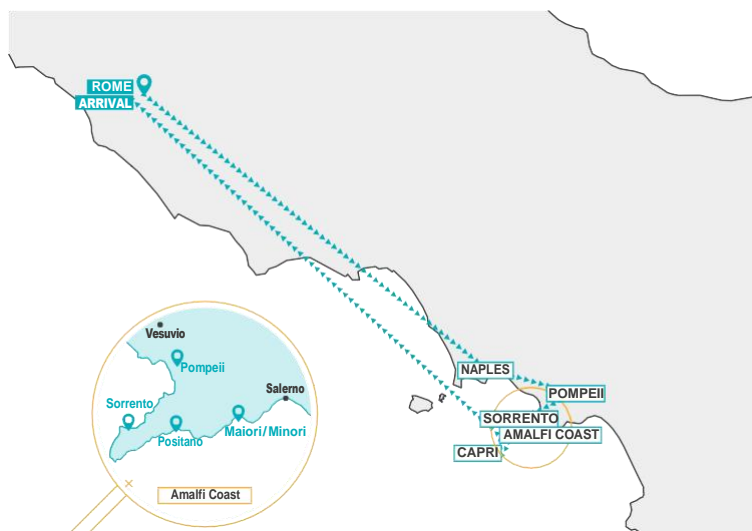 ROME
ARRIVAL
NAPLES
POMPEII
SORRENTO
AMALFI COAST
CAPRI
Vesuvio
Pompeii
Salerno
Sorrento
Positano
Maiori/Minori
Amalfi Coast